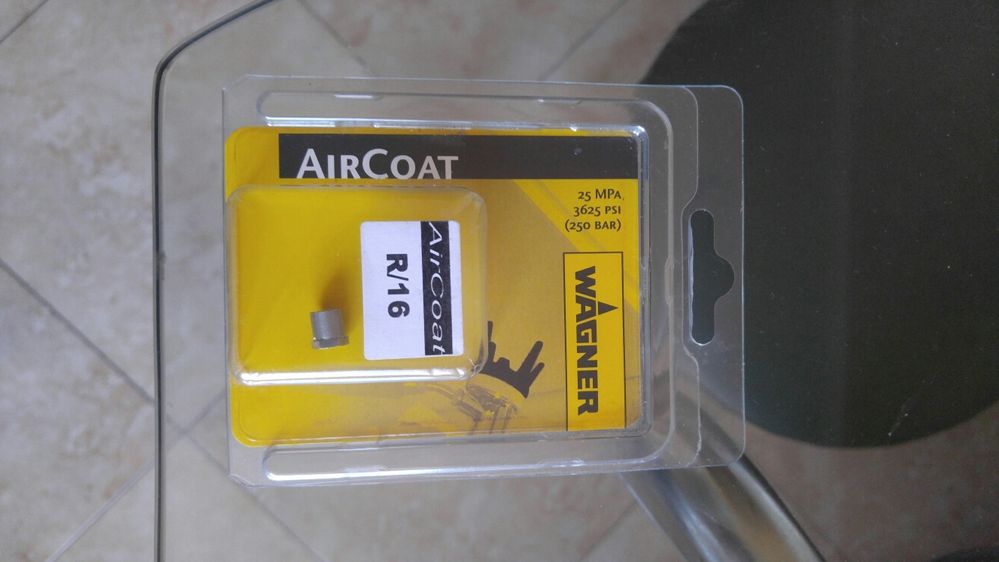 AIRCOAT
25 MPA
3625 PSI
(250 BAR)
WAGNER
AirCoat
R/16